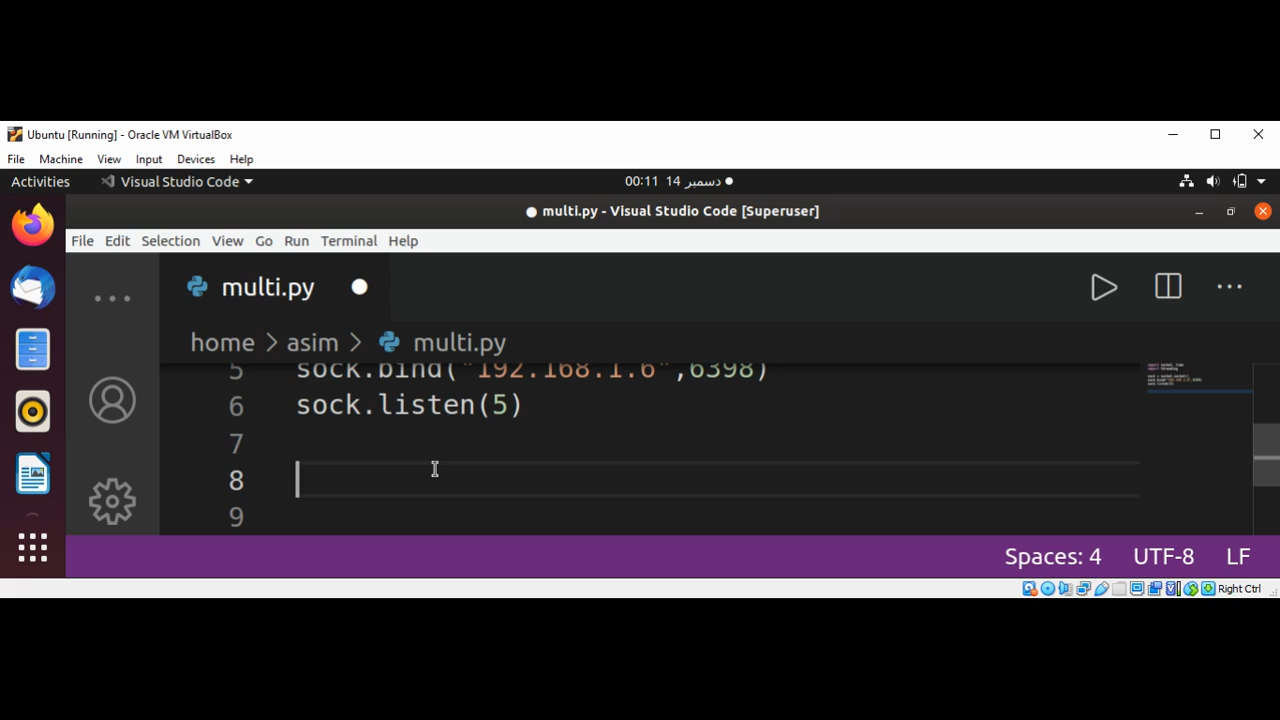 Ubuntu [Running] - Oracle VM VirtualBox
File Machine View Input Devices Help
Activities Visual Studio Code 00:11 14 دسمبر
● multi.py - Visual Studio Code [Superuser]
File Edit Selection View Go Run Terminal Help
multi.py
home > asim > multi.py
5 sock.bind("192.168.1.6",6398)
6 sock.listen(5)
7
8
9
Spaces: 4 UTF-8 LF
Right Ctrl